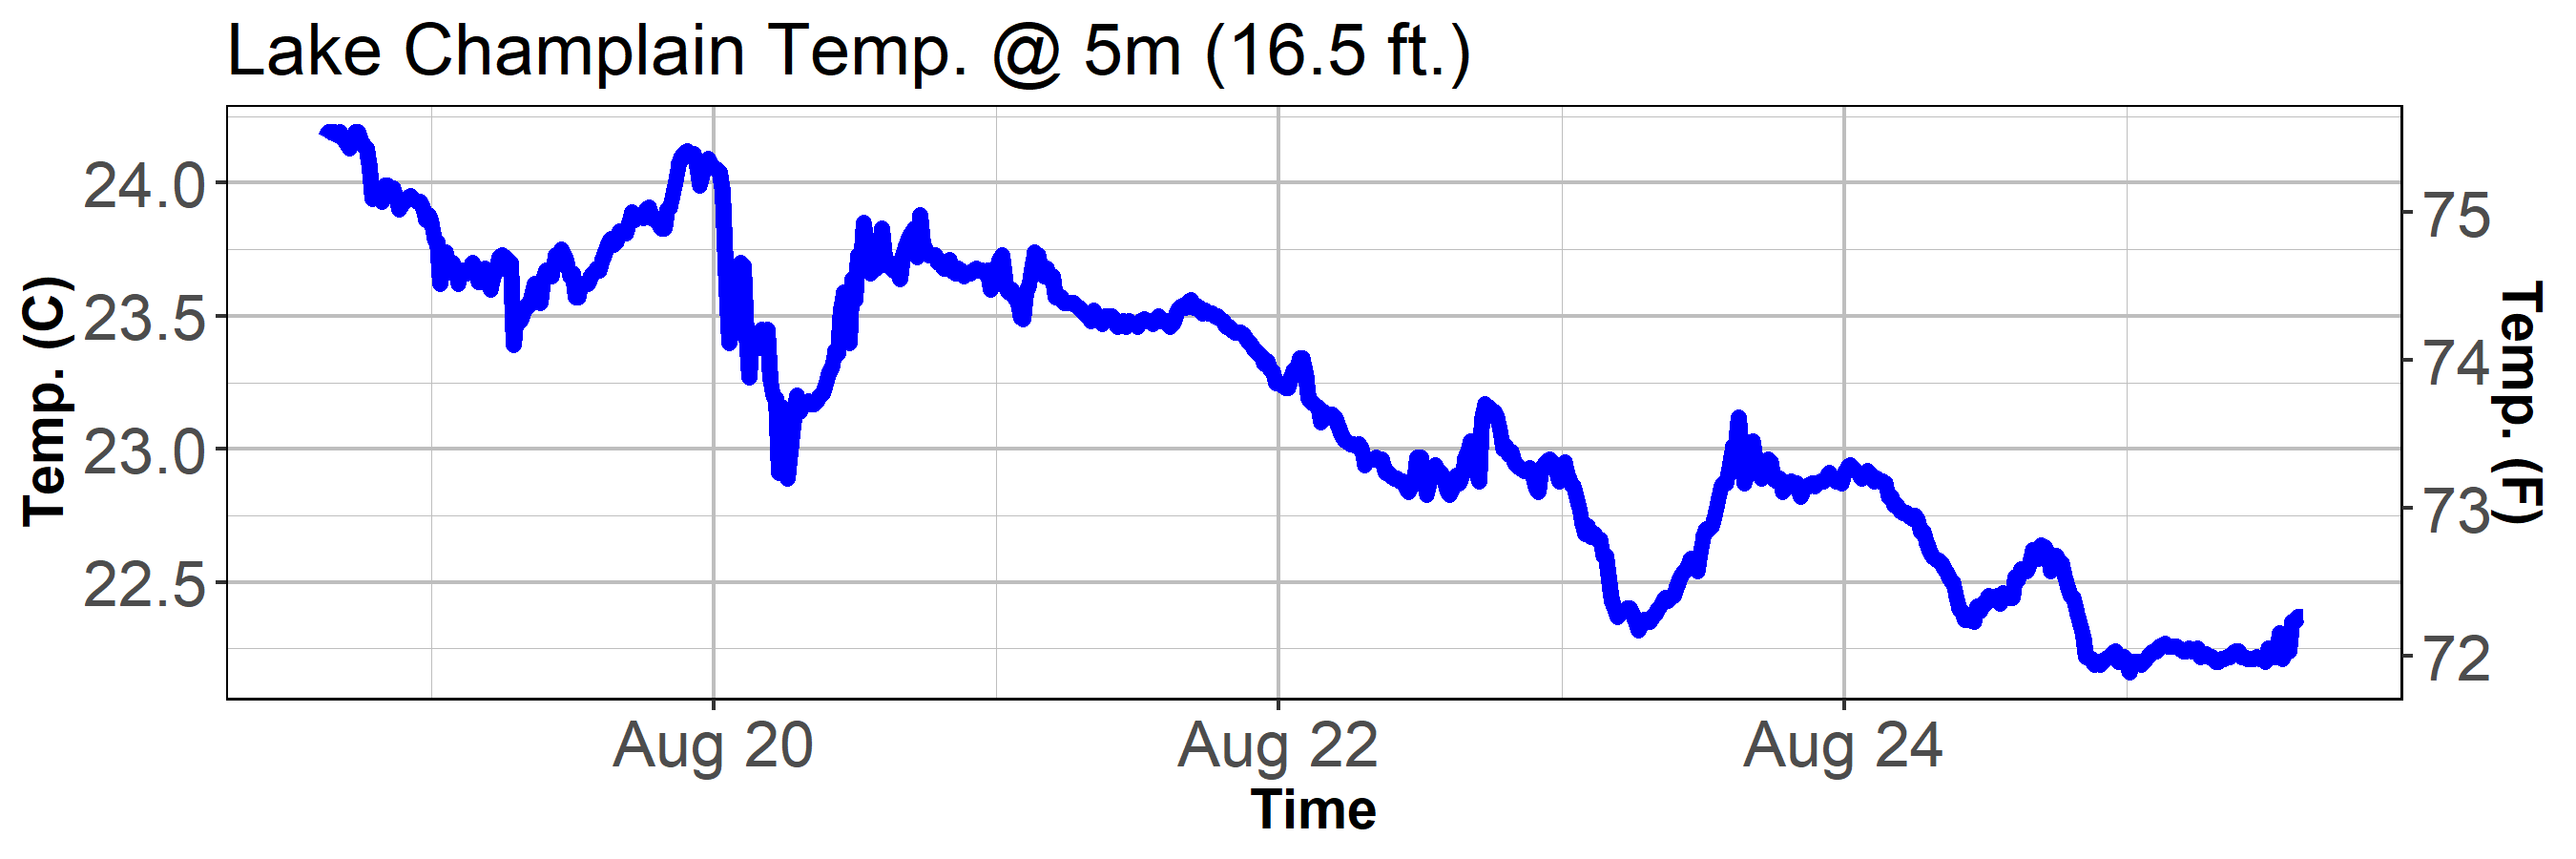 Lake Champlain Temp. @ 5m (16.5 ft.)
Temp. (C)
24.0
23.5
23.0
22.5
75
74
73
72
Temp. (F)
Aug 20
Aug 22
Aug 24
Time